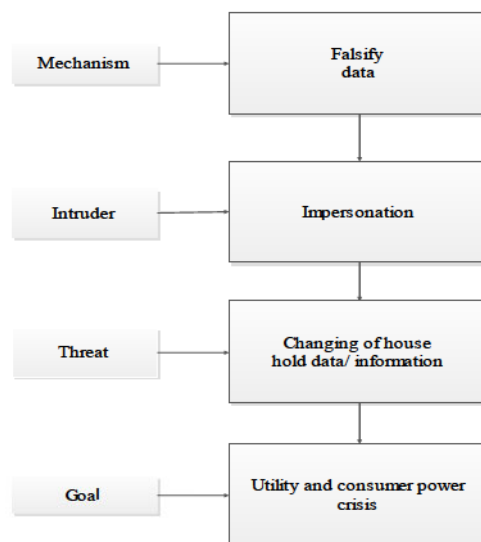 Mechanism
Falsify
data
Intruder
Impersonation
Threat
Changing of house
hold data/ information
Goal
Utility and consumer power
crisis